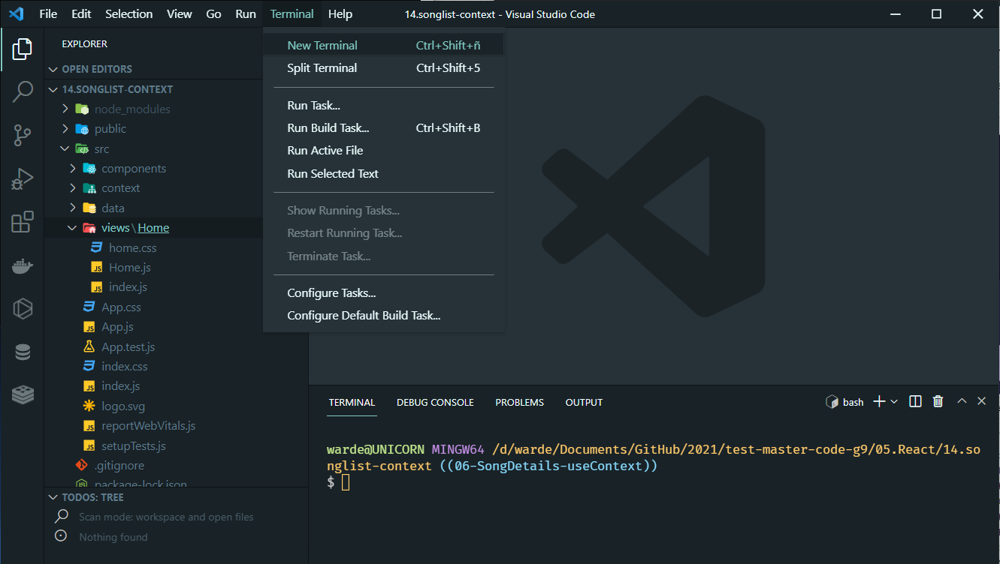 File Edit Selection View Go Run Terminal Help 14.songlist-context - Visual Studio Code
EXPLORER
OPEN EDITORS
14.SONGLIST-CONTEXT
node_modules
public
src
components
context
data
views\Home
home.css
Home.js
index.js
App.css
App.js
App.test.js
index.css
index.js
logo.svg
reportWebVitals.js
setupTests.js
.gitignore
package-lock.json
TODOS: TREE
Scan mode: workspace and open files
Nothing found
New Terminal Ctrl+Shift+ñ
Split Terminal Ctrl+Shift+5
Run Task...
Run Build Task... Ctrl+Shift+B
Run Active File
Run Selected Text
Show Running Tasks...
Restart Running Task...
Terminate Task...
Configure Tasks...
Configure Default Build Task...
TERMINAL DEBUG CONSOLE PROBLEMS OUTPUT bash
warde@UNICORN MINGW64 /d/warde/Documents/GitHub/2021/test-master-code-g9/05.React/14.so
nglist-context ((06-SongDetails-useContext))
$